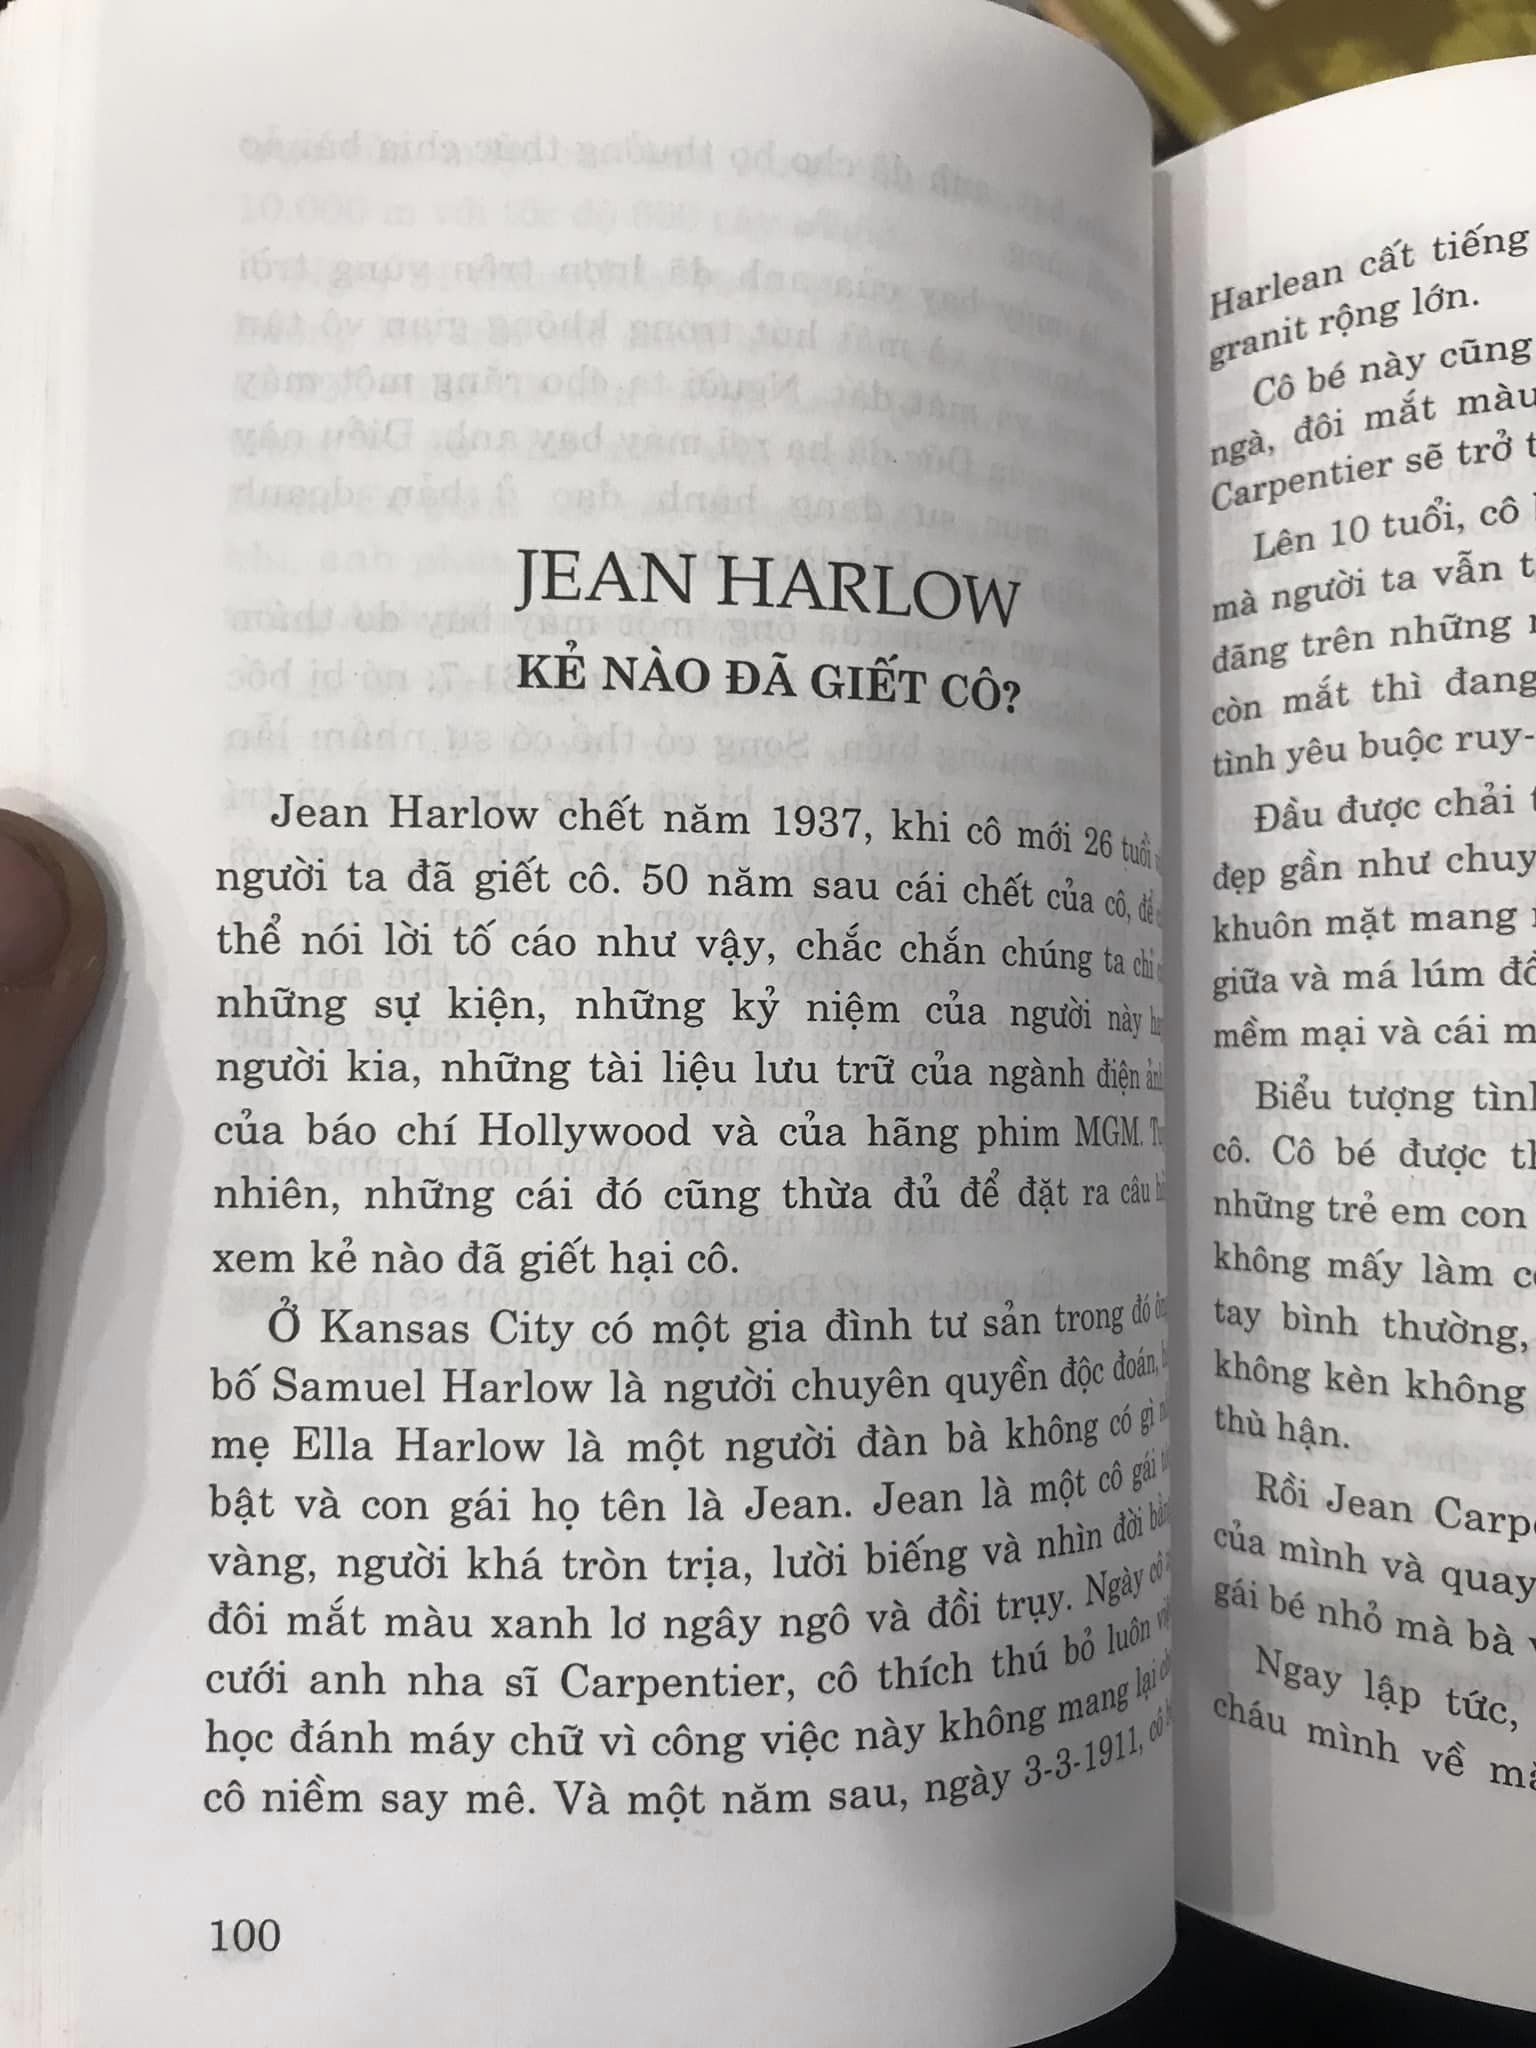 JEAN HARLOW
KẺ NÀO ĐÃ GIẾT CÔ?
Jean Harlow chết năm 1937, khi cô mới 26 tuổi
người ta đã giết cô. 50 năm sau cái chết của cô, để
thể nói lời tố cáo như vậy, chắc chắn chúng ta chỉ
những sự kiện, những kỷ niệm của người này
người kia, những tài liệu lưu trữ của ngành điện
của báo chí Hollywood và của hãng phim MGM.
nhiên, những cái đó cũng thừa đủ để đặt ra câu
xem kẻ nào đã giết hại cô.
Ở Kansas City có một gia đình tư sản trong đó
bố Samuel Harlow là người chuyên quyền độc đoán,
mẹ Ella Harlow là một người đàn bà không có gì
bật và con gái họ tên là Jean. Jean là một cô gái
vàng, người khá tròn trịa, lười biếng và nhìn đời
đôi mắt màu xanh lơ ngây ngô và đồi trụy. Ngày cô
cưới anh nha sĩ Carpentier, cô thích thú bỏ luôn
học đánh máy chữ vì công việc này không mang lại
cô niềm say mê. Và một năm sau, ngày 3-3-1911, cô
100
Harlean cất tiếng
granit rộng lớn.
Cô bé này cũng
ngà, đôi mắt màu
Carpentier sẽ trở
Lên 10 tuổi, cô
mà người ta vẫn
đăng trên những
còn mắt thì đang
tình yêu buộc ruy-
Đầu được chải
đẹp gần như
khuôn mặt mang
giữa và má lúm
mềm mại và cái
Biểu tượng
cô. Cô bé được
những trẻ em con
không mấy làm
tay bình thường,
không kèn không
thù hận.
Rồi Jean
của mình và quay
gái bé nhỏ mà bà
Ngay lập tức,
cháu mình về